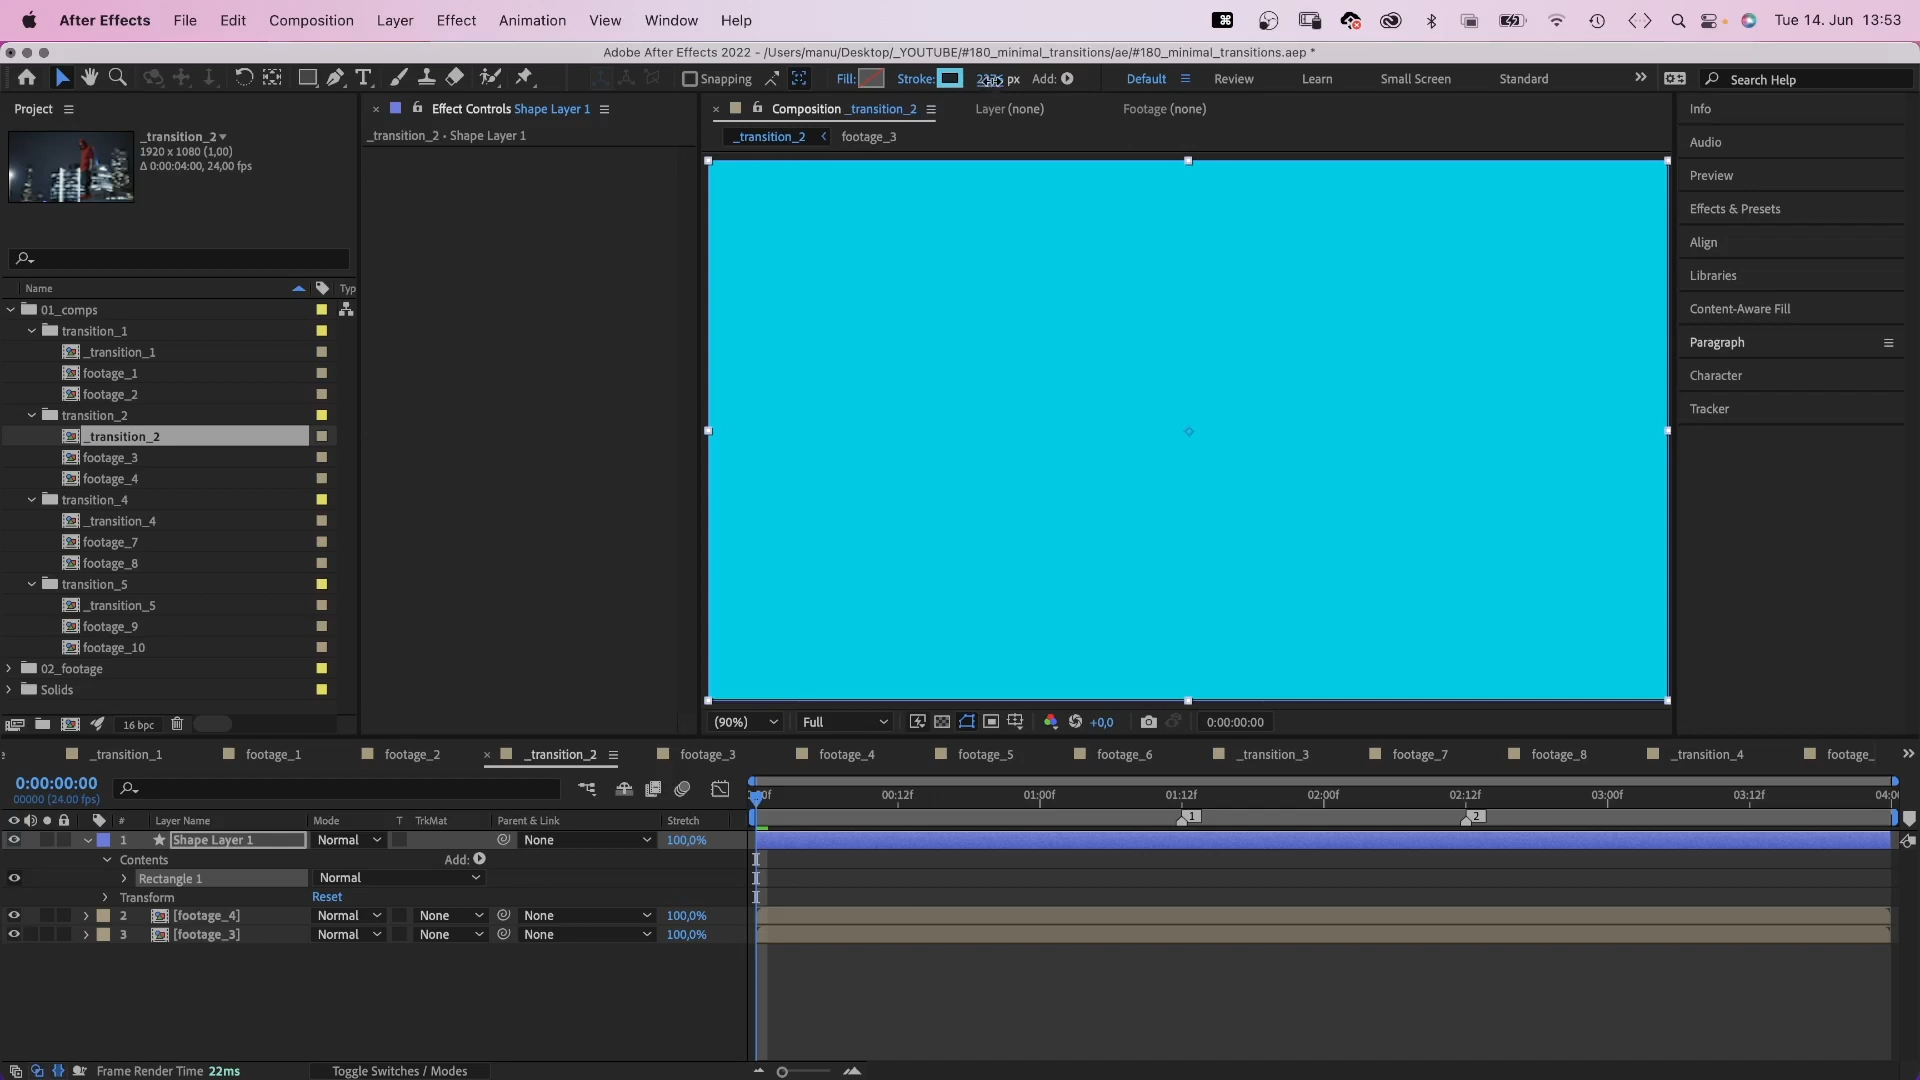 After Effects File Edit Composition Layer Effect Animation View Window Help Tue 14. Jun 13:53
Adobe After Effects 2022 - /Users/manu/Desktop/_YOUTUBE/#180_minimal_transitions/ae/#180_minimal_transitions.aep *
Snapping Fill: Stroke: px Add: Default Review Learn Small Screen Standard Search Help
Project Effect Controls Shape Layer 1 Composition _transition_2 Layer (none) Footage (none) Info
_transition_2 1920 x 1080 (1,00) Δ 0:00:04:00, 24,00 fps
_transition_2 • Shape Layer 1
_transition_2 footage_3
Audio
Preview
Effects & Presets
Align
Libraries
Content-Aware Fill
Paragraph
Character
Tracker
Name Typ
01_comps
transition_1
_transition_1
footage_1
footage_2
transition_2
_transition_2
footage_3
footage_4
transition_4
_transition_4
footage_7
footage_8
transition_5
_transition_5
footage_9
footage_10
02_footage
Solids
16 bpc (90%) Full +0,0 0:00:00:00
_transition_1 footage_1 footage_2 _transition_2 footage_3 footage_4 footage_5 footage_6 _transition_3 footage_7 footage_8 _transition_4 footage_
0:00:00:00
00000 (24.00 fps)
00:12f 01:00f 01:12f 02:00f 02:12f 03:00f 03:12f 04:0
# Layer Name Mode T TrkMat Parent & Link Stretch 1 2
1 Shape Layer 1 Normal None 100,0%
Contents Add:
Rectangle 1 Normal
Transform Reset
2 [footage_4] Normal None None 100,0%
3 [footage_3] Normal None None 100,0%
Frame Render Time 22ms Toggle Switches / Modes